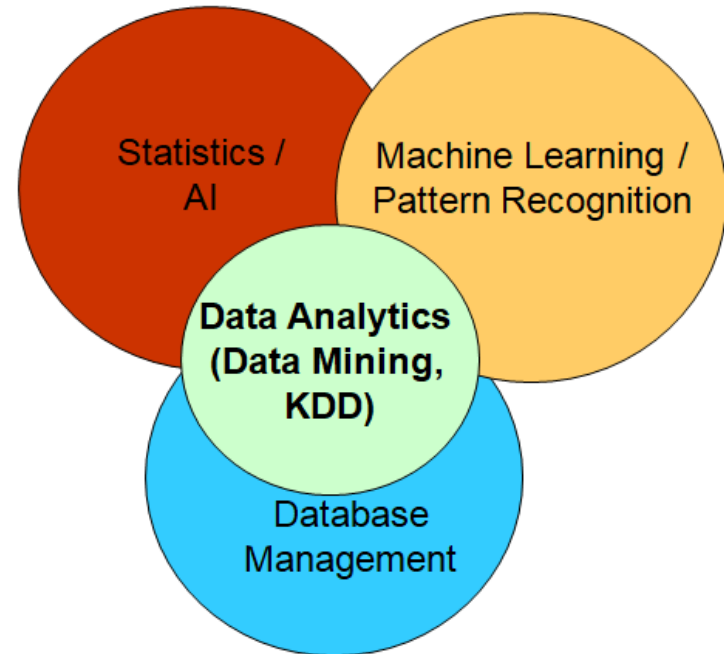 Statistics /
AI
Machine Learning /
Pattern Recognition
Data Analytics
(Data Mining,
KDD)
Database
Management